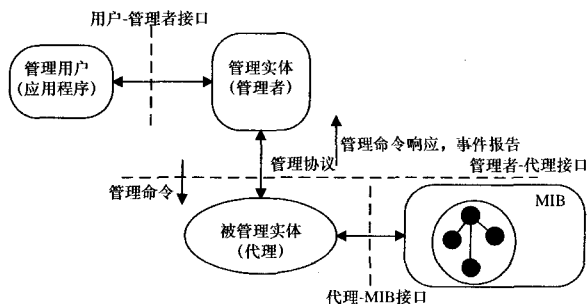 用户-管理者接口
管理用户
(应用程序)
管理实体
(管理者)
管理命令响应，事件报告
管理协议
管理者-代理接口
管理命令
MIB
被管理实体
(代理)
代理-MIB接口